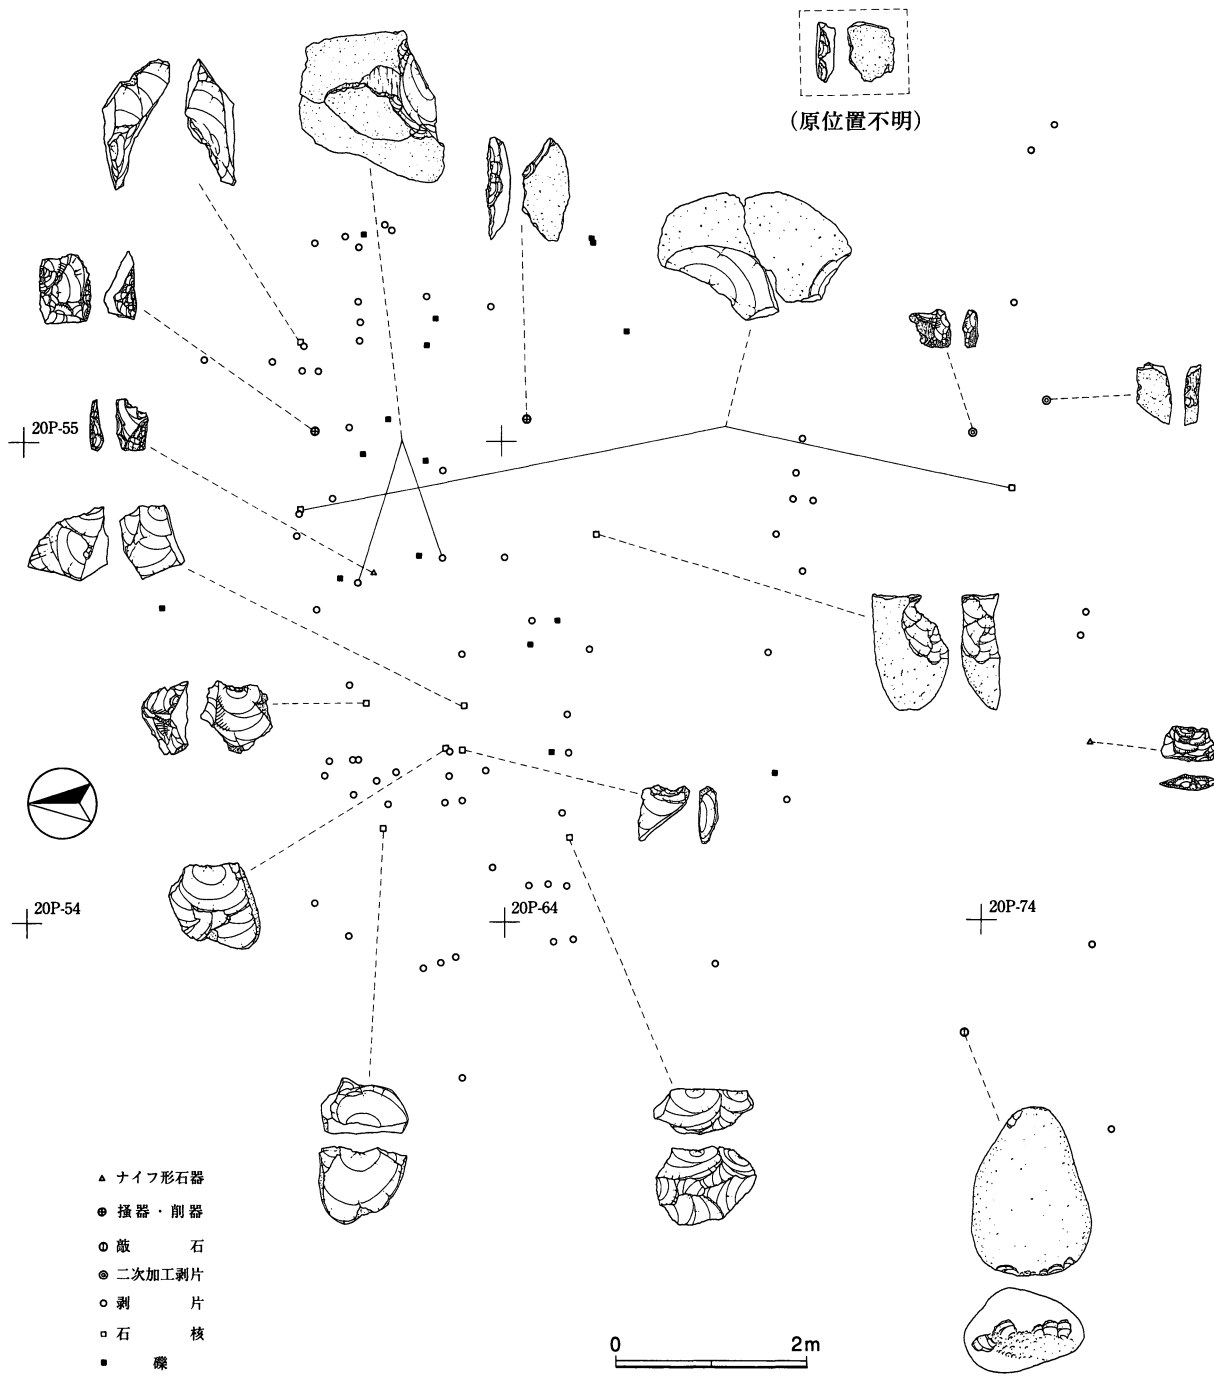 (原位置不明)
20P-55
20P-54
20P-64
20P-74
ナイフ形石器
掻器・削器
敲石
二次加工剥片
剥片
石核
礫
0 2m